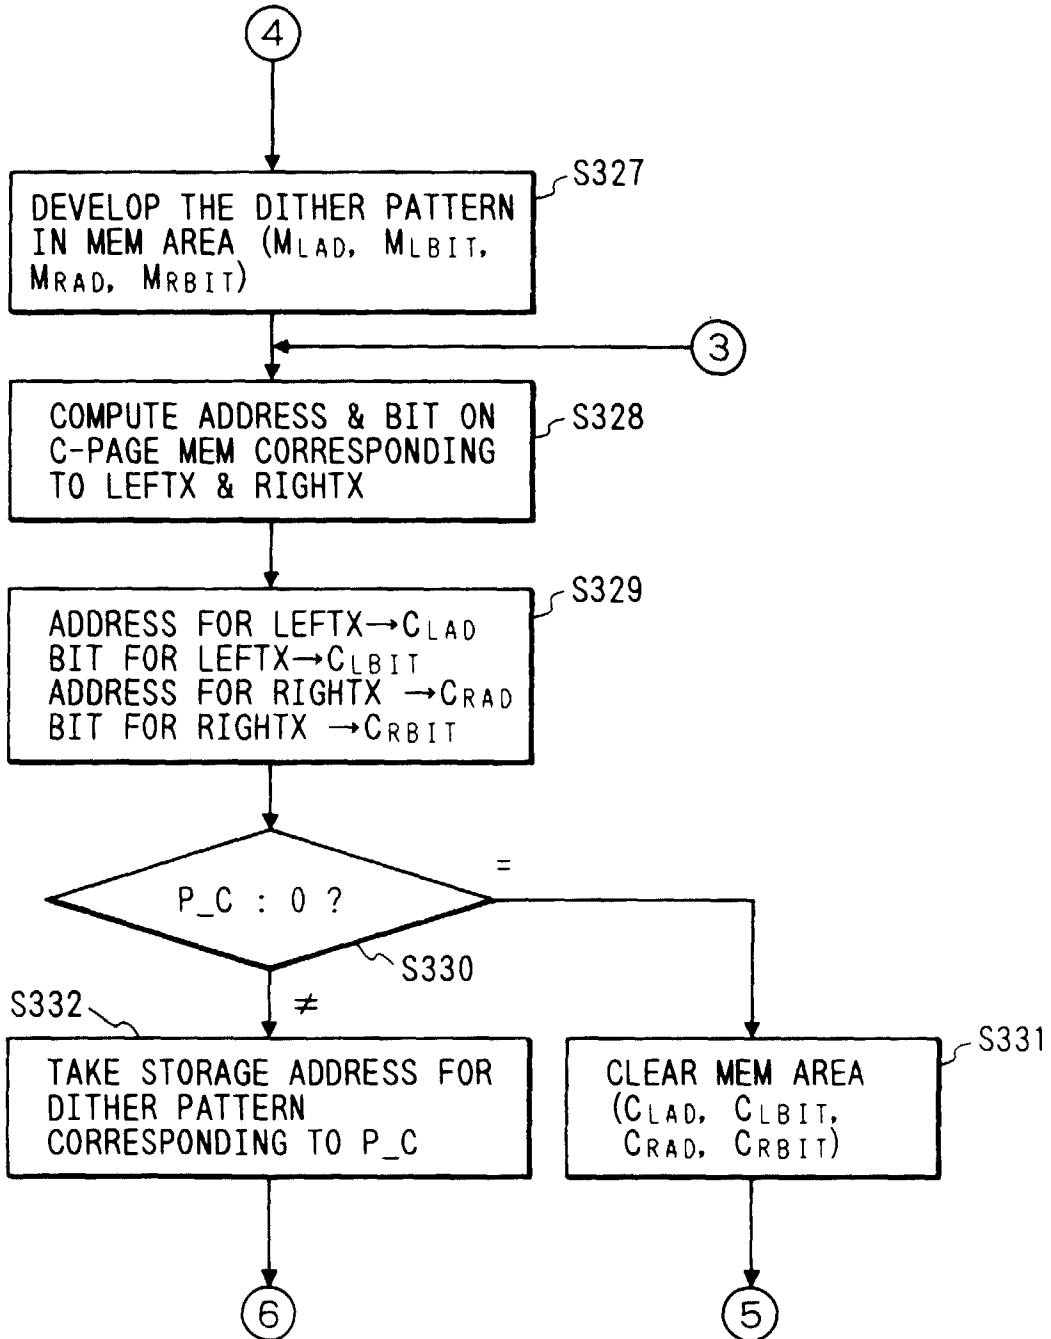 4
S327
DEVELOP THE DITHER PATTERN
IN MEM AREA (MLAD, MLBIT,
MRAD, MRBIT)
3
S328
COMPUTE ADDRESS & BIT ON
C-PAGE MEM CORRESPONDING
TO LEFTX & RIGHTX
S329
ADDRESS FOR LEFTX→CLAD
BIT FOR LEFTX→CLBIT
ADDRESS FOR RIGHTX →CRAD
BIT FOR RIGHTX →CRBIT
P_C : 0 ?
=
S330
≠
S332
TAKE STORAGE ADDRESS FOR
DITHER PATTERN
CORRESPONDING TO P_C
S331
CLEAR MEM AREA
(CLAD, CLBIT,
CRAD, CRBIT)
6
5